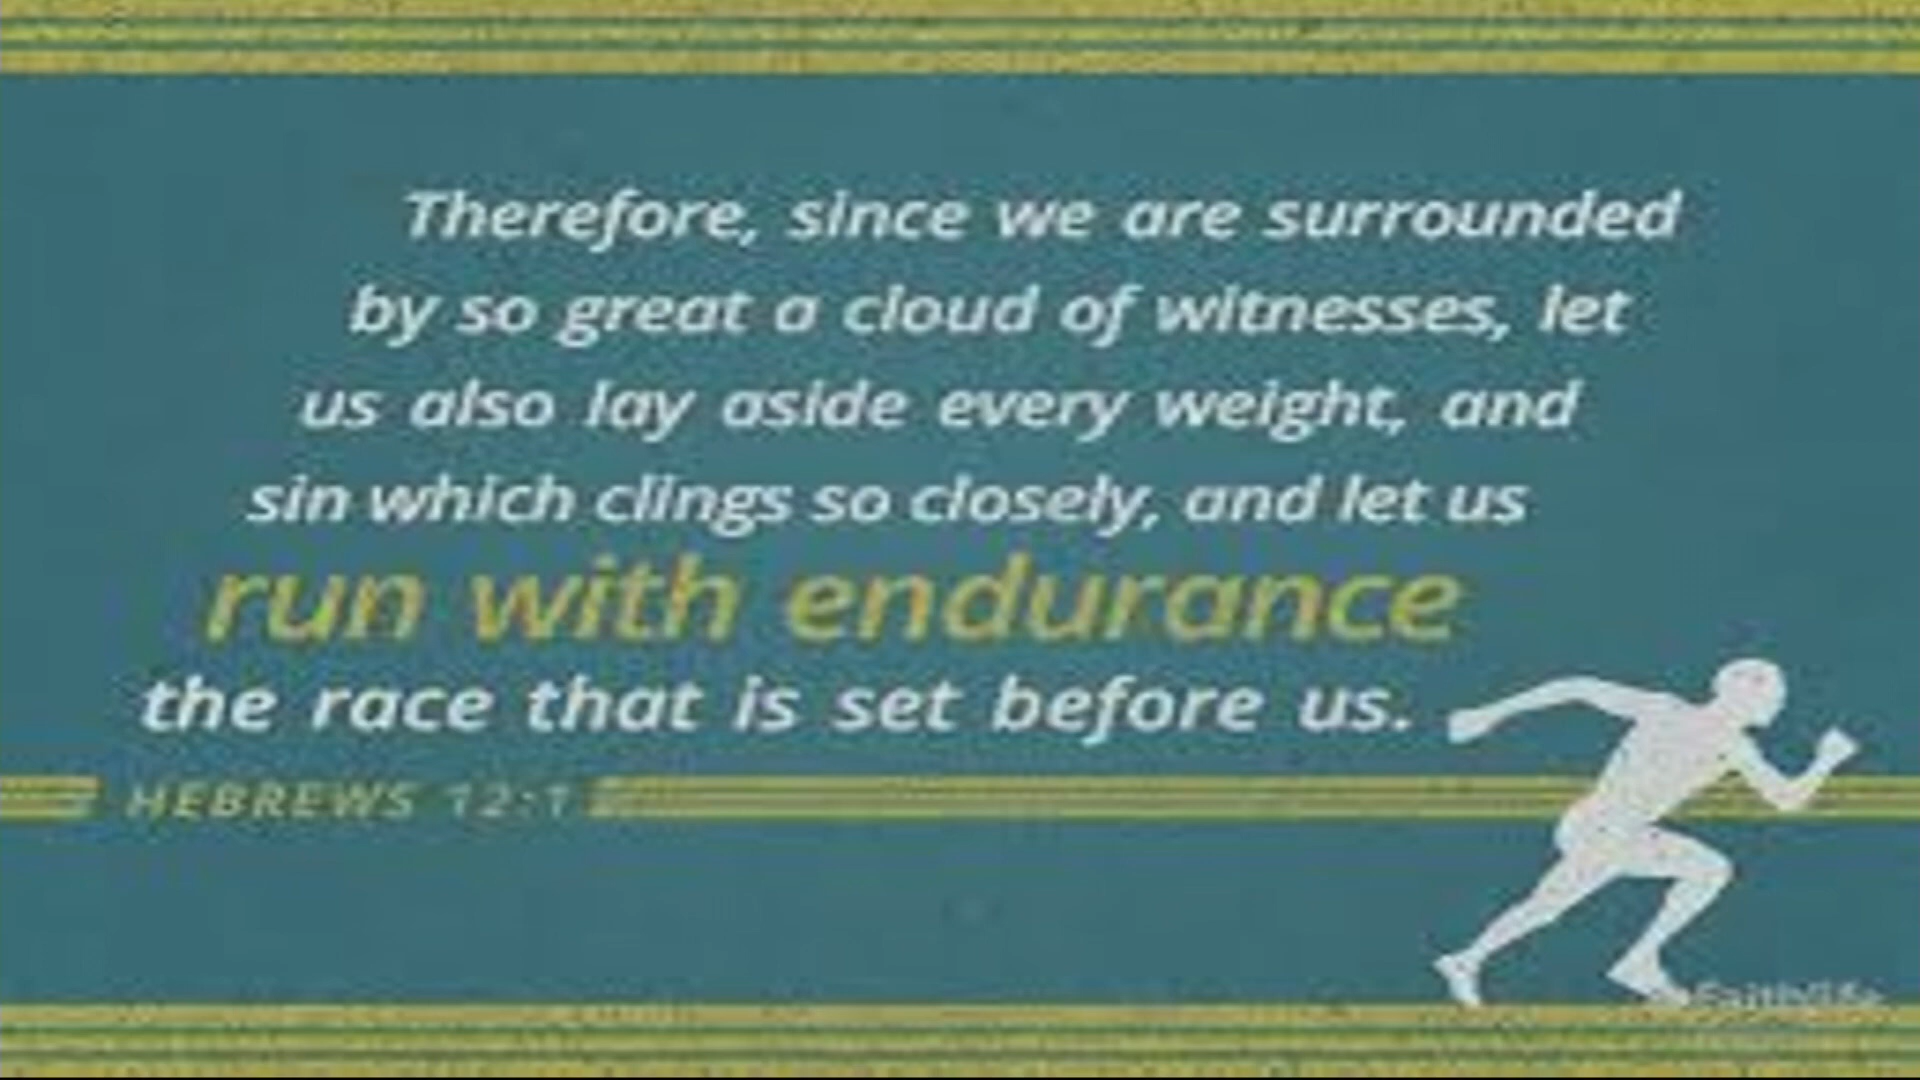 Therefore, since we are surrounded
by so great a cloud of witnesses, let
us also lay aside every weight, and
sin which clings so closely, and let us
run with endurance
the race that is set before us.
HEBREWS 12:1
Faithlife